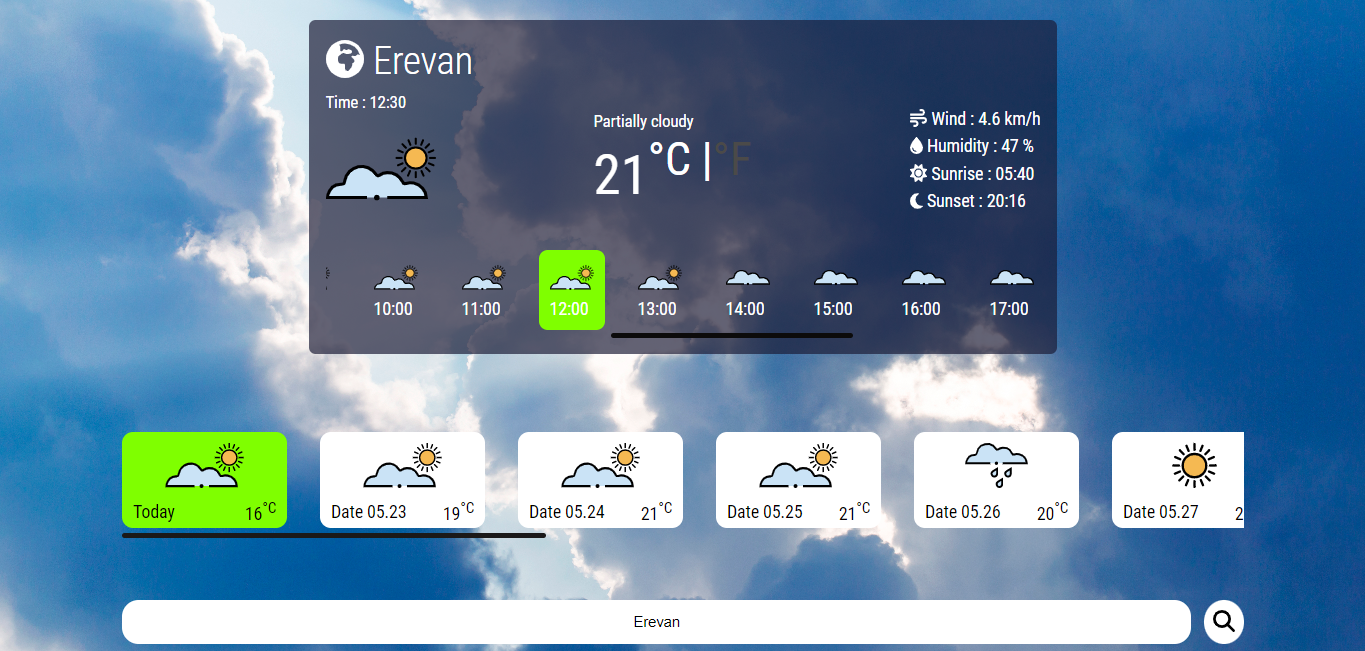 Erevan
Time : 12:30
Partially cloudy
21°C |°F
Wind : 4.6 km/h
Humidity : 47 %
Sunrise : 05:40
Sunset : 20:16
10:00 11:00 12:00 13:00 14:00 15:00 16:00 17:00
Today 16°C
Date 05.23 19°C
Date 05.24 21°C
Date 05.25 21°C
Date 05.26 20°C
Date 05.27 2
Erevan